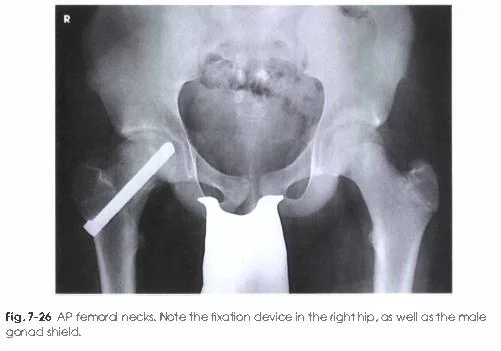 R
Fig. 7-26 AP femoral necks. Note the fixation device in the right hip, as well as the male
gonad shield.